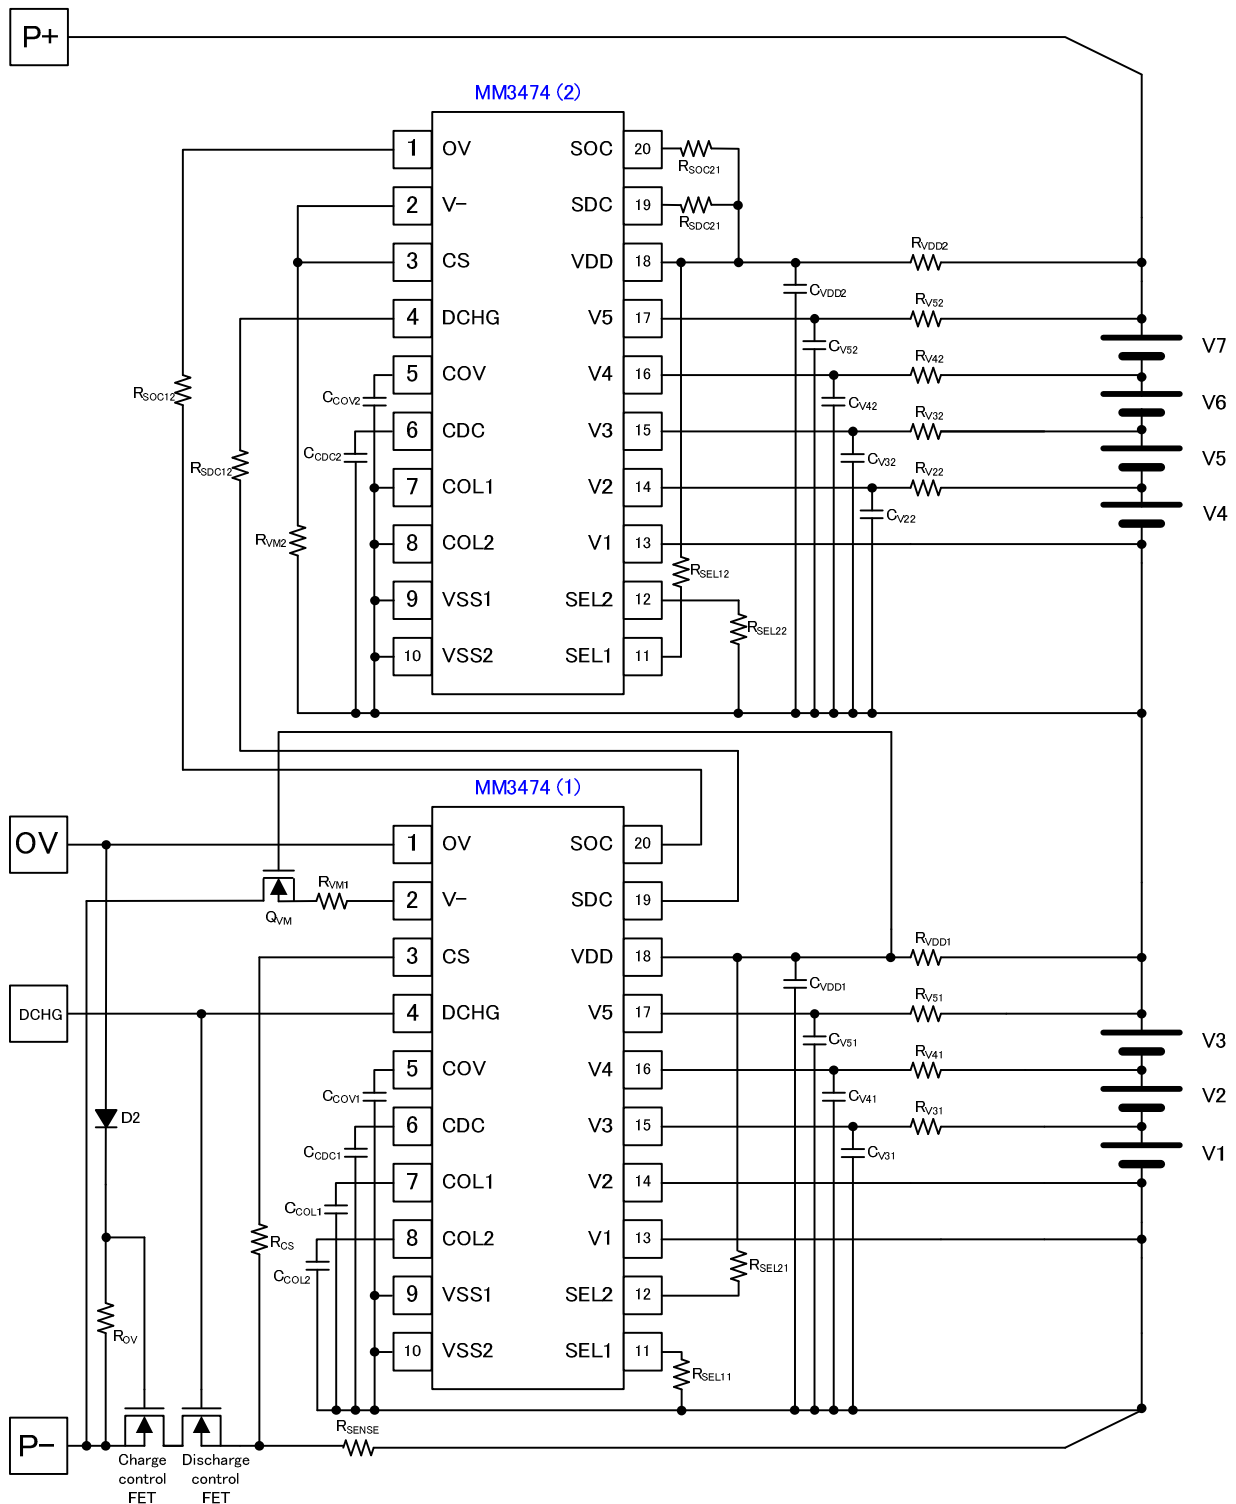 P+
MM3474 (2)
1 OV SOC 20
RSOC21
2 V- SDC 19
RSDC21
3 CS VDD 18
RVDD2
CVDD2
4 DCHG V5 17
RV52
CV52
V7
5 COV V4 16
RV42
CCOV2
CV42
RSOC12
V6
6 CDC V3 15
RV32
CCDC2
CV32
RSDC12
V5
7 COL1 V2 14
RV22
CV22
V4
8 COL2 V1 13
RVM2
RSEL12
9 VSS1 SEL2 12
RSEL22
10 VSS2 SEL1 11
MM3474 (1)
OV
1 OV SOC 20
RVM1
2 V- SDC 19
QVM
3 CS VDD 18
RVDD1
CVDD1
DCHG
4 DCHG V5 17
RV51
CV51
V3
5 COV V4 16
RV41
CCOV1
CV41
V2
D2
6 CDC V3 15
RV31
CCDC1
CV31
V1
7 COL1 V2 14
CCOL1
8 COL2 V1 13
RCS
CCOL2
RSEL21
9 VSS1 SEL2 12
ROV
10 VSS2 SEL1 11
RSEL11
P-
RSENSE
Charge
control
FET
Discharge
control
FET